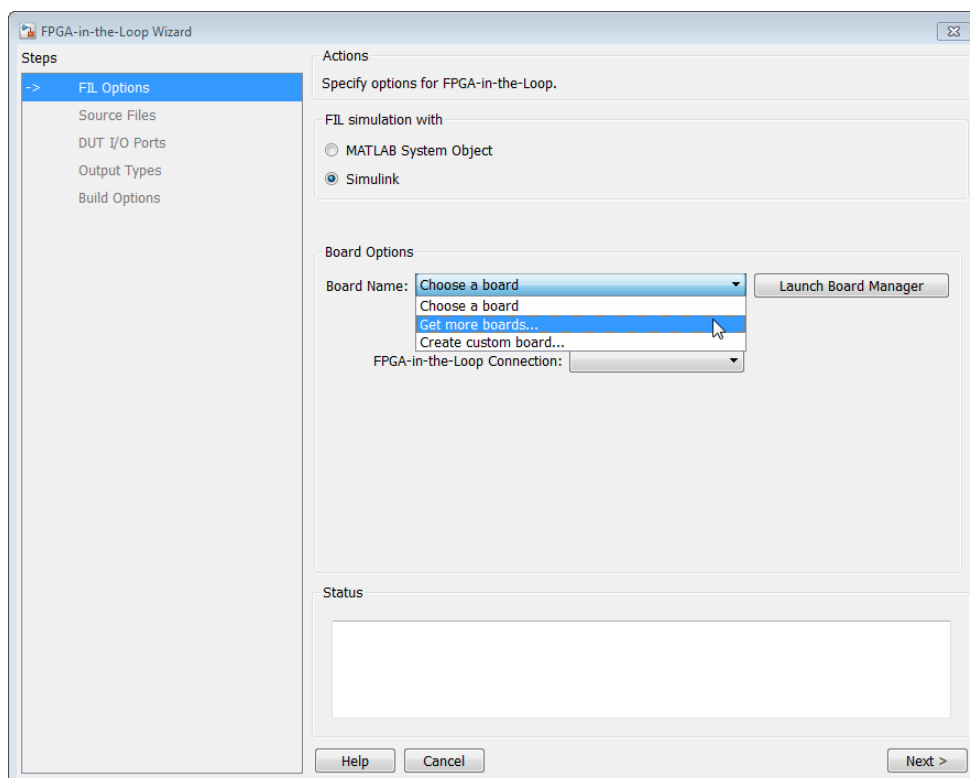 FPGA-in-the-Loop Wizard
Steps
-> FIL Options
Source Files
DUT I/O Ports
Output Types
Build Options
Actions
Specify options for FPGA-in-the-Loop.
FIL simulation with
MATLAB System Object
Simulink
Board Options
Board Name: Choose a board Launch Board Manager
Choose a board
Get more boards...
Create custom board...
FPGA-in-the-Loop Connection:
Status
Help Cancel Next >